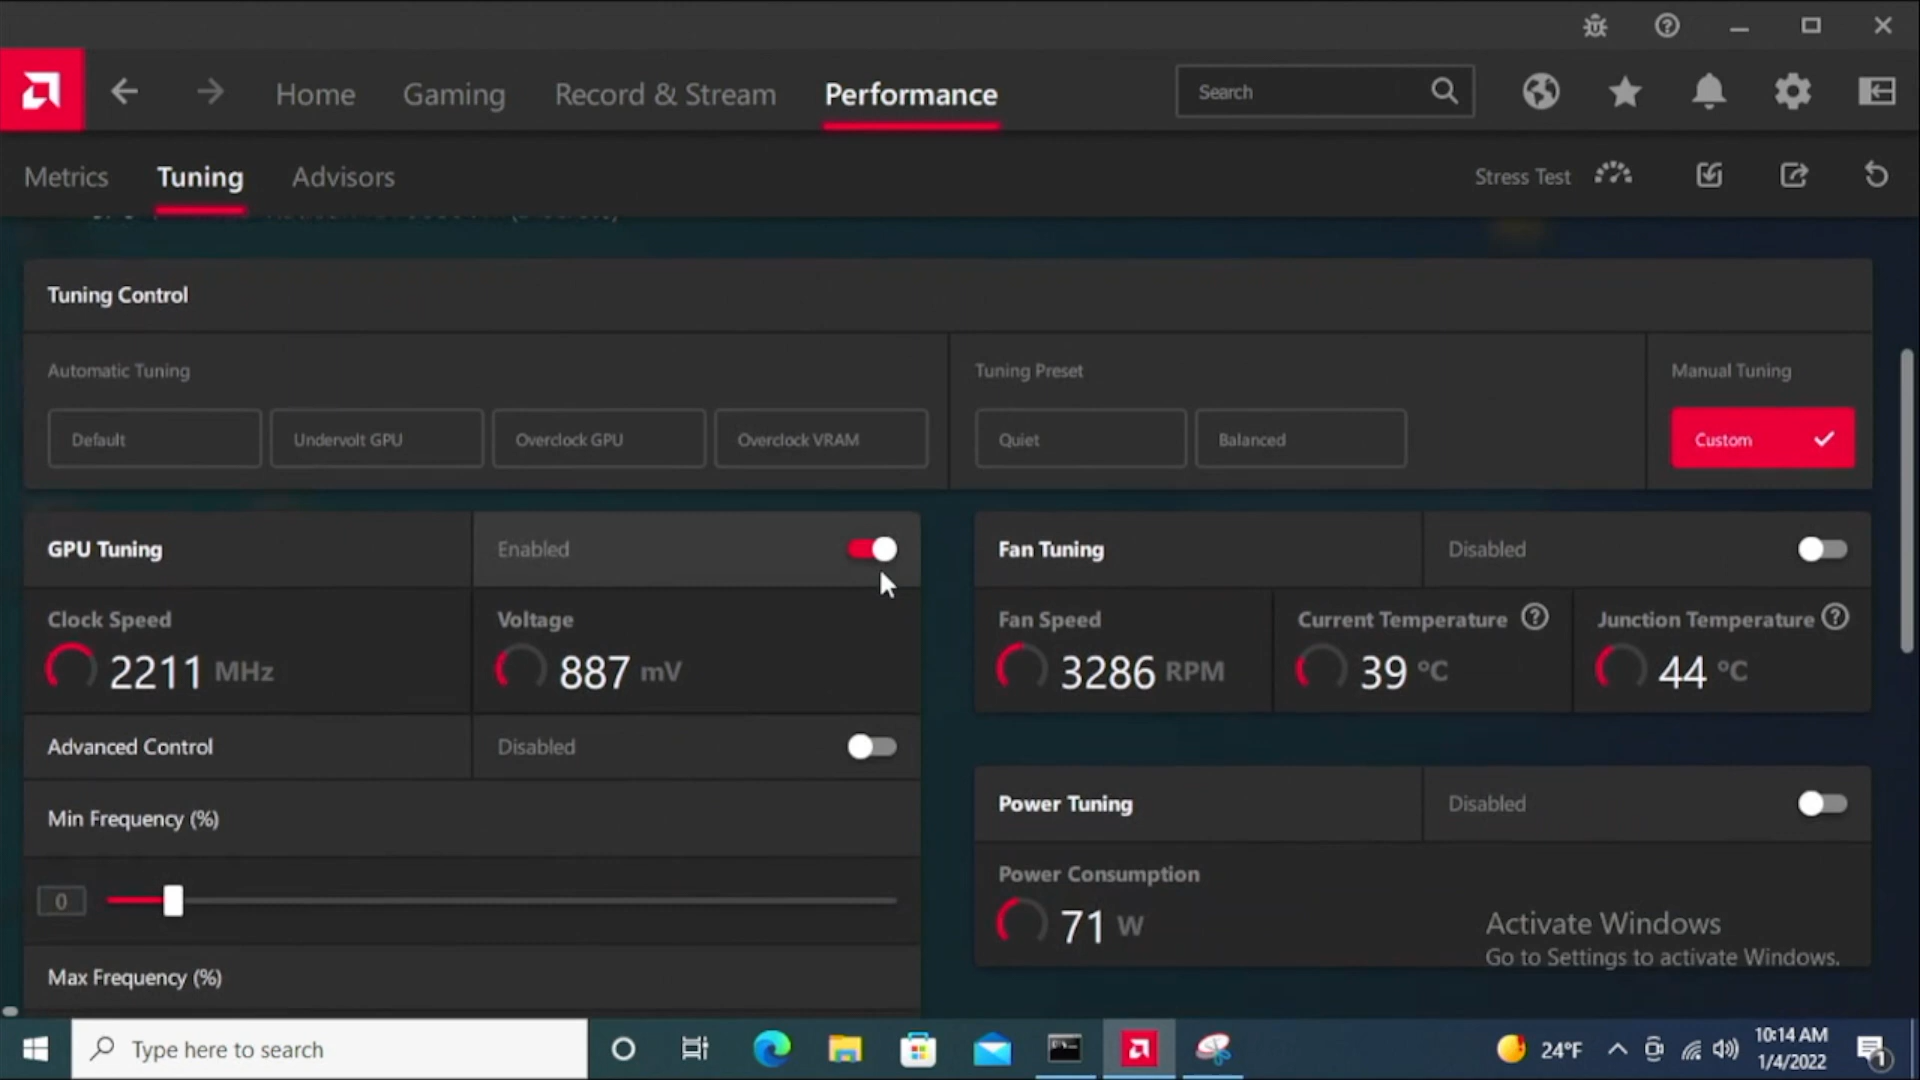 Home Gaming Record & Stream Performance Search
Metrics Tuning Advisors Stress Test
Tuning Control
Automatic Tuning Tuning Preset Manual Tuning
Default Undervolt GPU Overclock GPU Overclock VRAM Quiet Balanced Custom
GPU Tuning Enabled
Fan Tuning Disabled
Clock Speed Voltage
2211 MHz 887 mV
Fan Speed Current Temperature Junction Temperature
3286 RPM 39 °C 44 °C
Advanced Control Disabled
Min Frequency (%)
0
Max Frequency (%)
Power Tuning Disabled
Power Consumption
71 W
Activate Windows
Go to Settings to activate Windows.
Type here to search
24°F
10:14 AM
1/4/2022
1